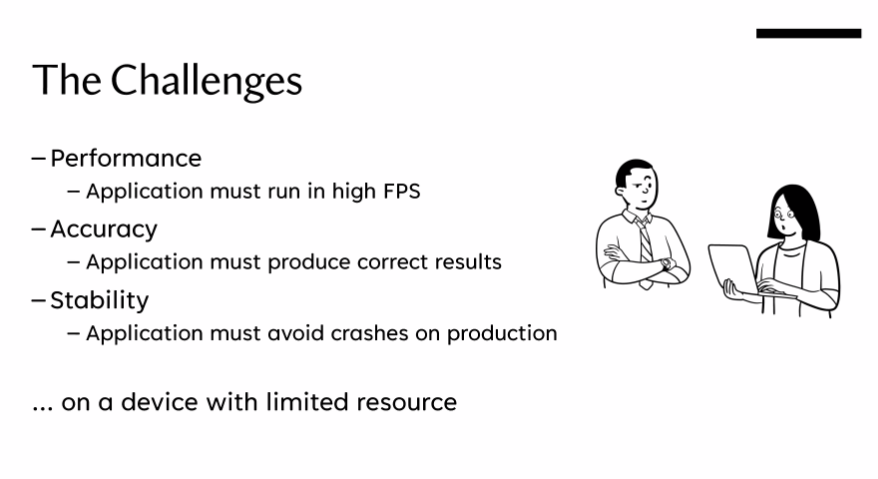 The Challenges
– Performance
– Application must run in high FPS
– Accuracy
– Application must produce correct results
– Stability
– Application must avoid crashes on production
... on a device with limited resource